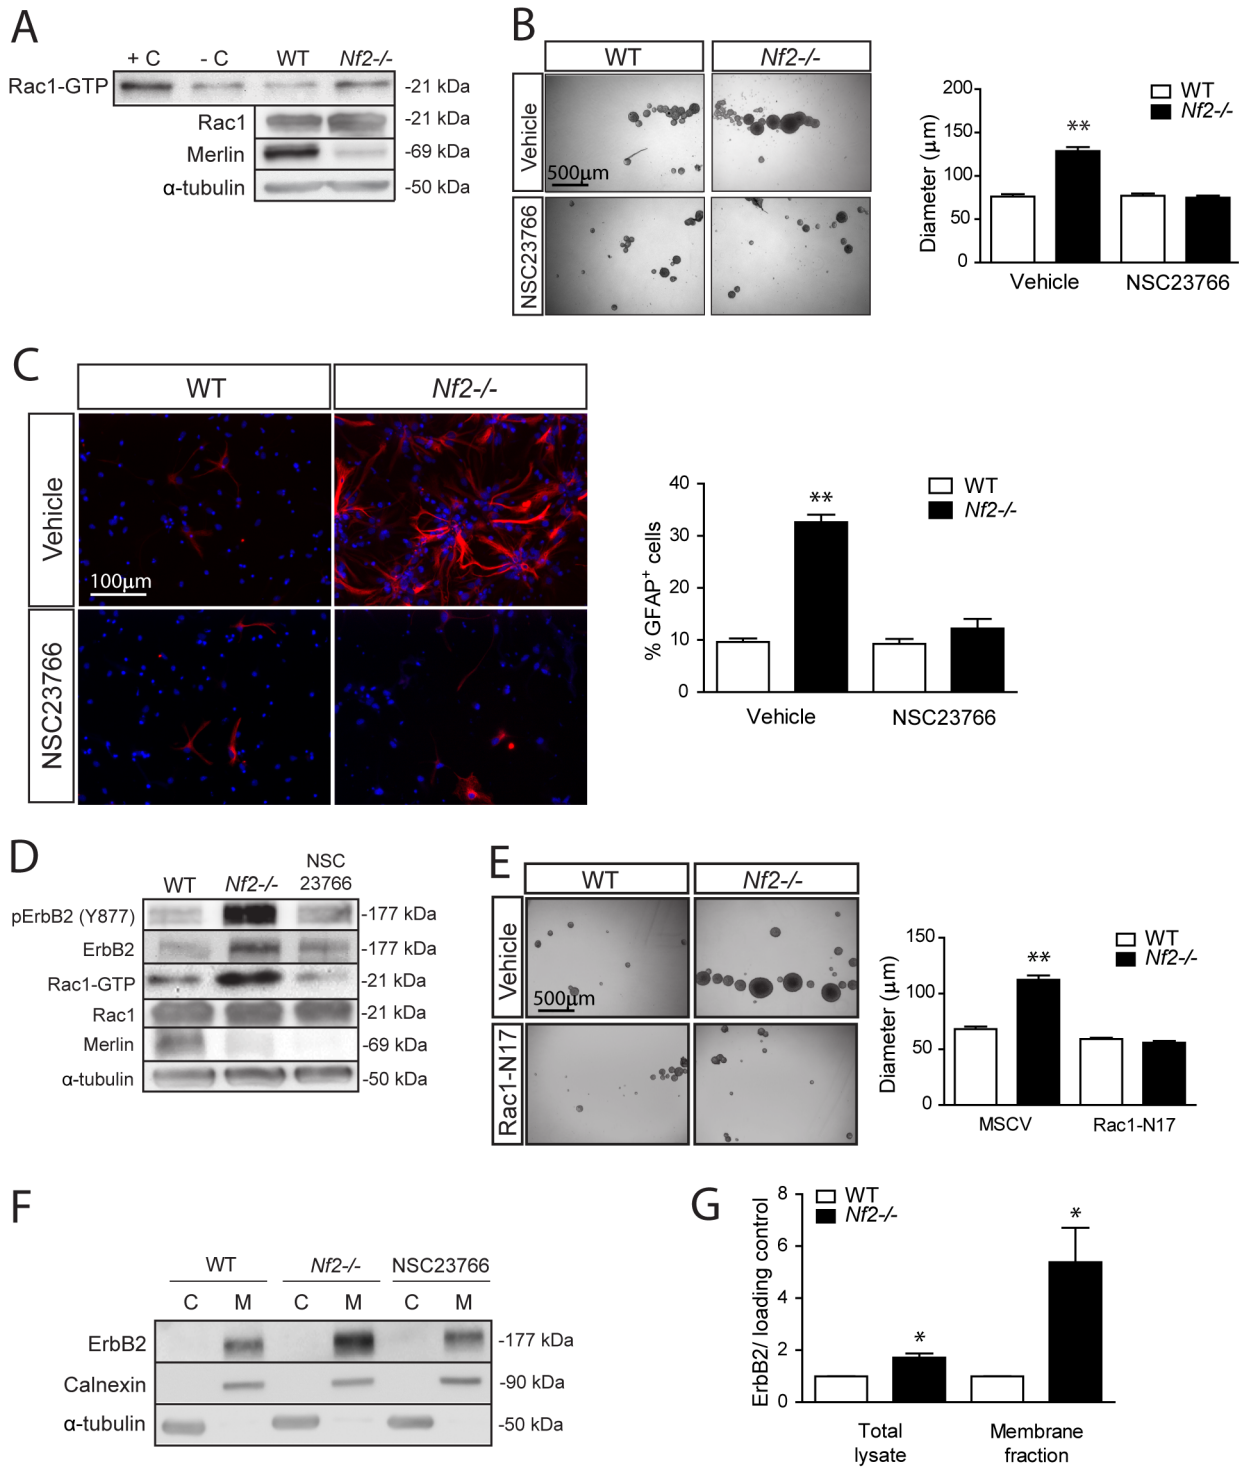 A
+ C - C WT Nf2-/-
Rac1-GTP -21 kDa
Rac1 -21 kDa
Merlin -69 kDa
α-tubulin -50 kDa
B
WT Nf2-/-
Vehicle
500μm
NSC23766
200
150
100
50
0
Diameter (μm)
WT
Nf2-/-
**
Vehicle NSC23766
C
WT Nf2-/-
Vehicle
100μm
NSC23766
40
30
20
10
0
% GFAP+ cells
WT
Nf2-/-
**
Vehicle NSC23766
D
WT Nf2-/- NSC
23766
pErbB2 (Y877) -177 kDa
ErbB2 -177 kDa
Rac1-GTP -21 kDa
Rac1 -21 kDa
Merlin -69 kDa
α-tubulin -50 kDa
E
WT Nf2-/-
Vehicle
500μm
Rac1-N17
150
100
50
0
Diameter (μm)
WT
Nf2-/-
**
MSCV Rac1-N17
F
WT Nf2-/- NSC23766
C M C M C M
ErbB2 -177 kDa
Calnexin -90 kDa
α-tubulin -50 kDa
G
8
6
4
2
0
ErbB2/ loading control
WT
Nf2-/-
*
*
Total
lysate
Membrane
fraction